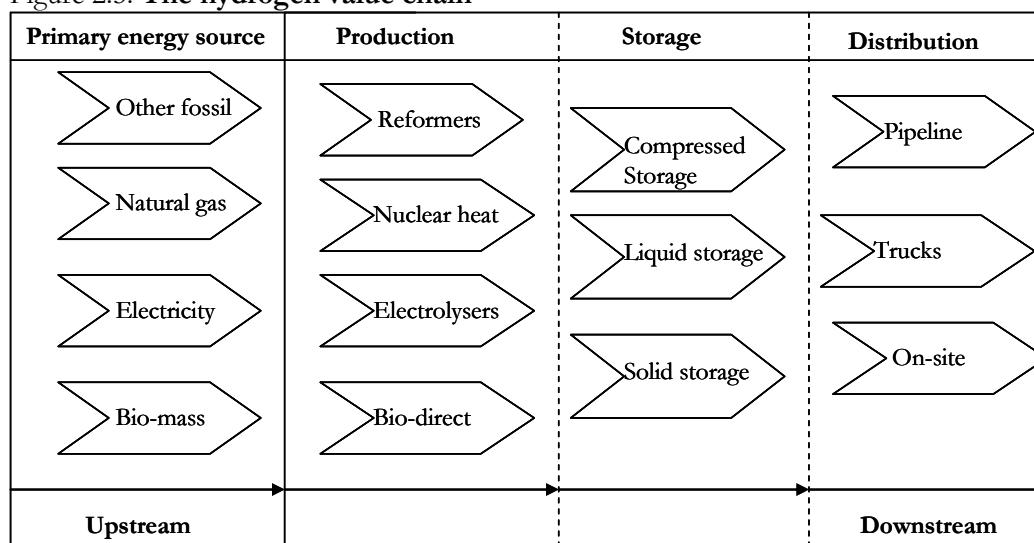 Figure 2.3: The hydrogen value chain
Primary energy source
Production
Storage
Distribution
Other fossil
Natural gas
Electricity
Bio-mass
Reformers
Nuclear heat
Electrolysers
Bio-direct
Compressed
Storage
Liquid storage
Solid storage
Pipeline
Trucks
On-site
Upstream
Downstream